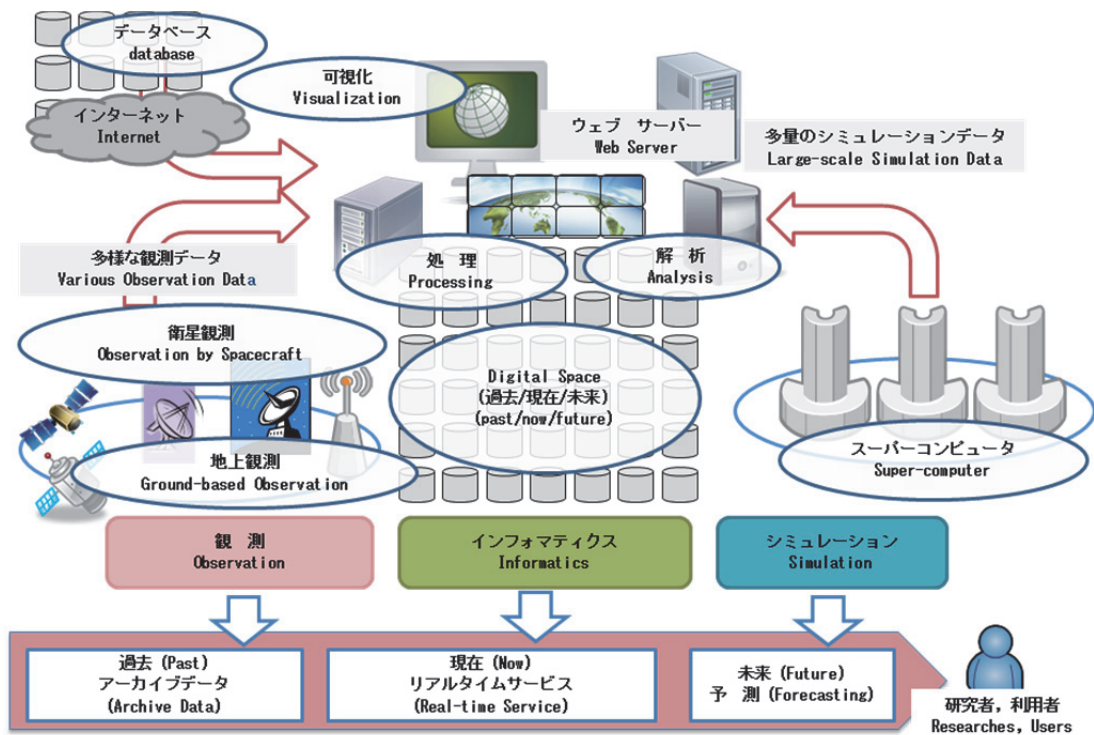 データベース
database
可視化
Visualization
インターネット
Internet
ウェブ サーバー
Web Server
多量のシミュレーションデータ
Large-scale Simulation Data
多様な観測データ
Various Observation Data
処 理
Processing
解 析
Analysis
衛星観測
Observation by Spacecraft
Digital Space
(過去/現在/未来)
(past/now/future)
地上観測
Ground-based Observation
スーパーコンピュータ
Super-computer
観 測
Observation
インフォマティクス
Informatics
シミュレーション
Simulation
過去 (Past)
アーカイブデータ
(Archive Data)
現在 (Now)
リアルタイムサービス
(Real-time Service)
未来 (Future)
予 測 (Forecasting)
研究者, 利用者
Researches, Users